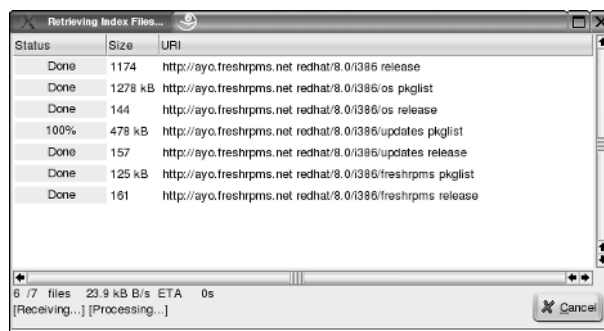 Retrieving Index Files...
Status Size URI
Done 1174 http://ayo.freshrpms.net redhat/8.0/i386 release
Done 1278 kB http://ayo.freshrpms.net redhat/8.0/i386/os pkglist
Done 144 http://ayo.freshrpms.net redhat/8.0/i386/os release
100% 478 kB http://ayo.freshrpms.net redhat/8.0/i386/updates pkglist
Done 157 http://ayo.freshrpms.net redhat/8.0/i386/updates release
Done 125 kB http://ayo.freshrpms.net redhat/8.0/i386/freshrpms pkglist
Done 161 http://ayo.freshrpms.net redhat/8.0/i386/freshrpms release
6 /7 files 23.9 kB B/s ETA 0s
[Receiving...] [Processing...]
Cancel